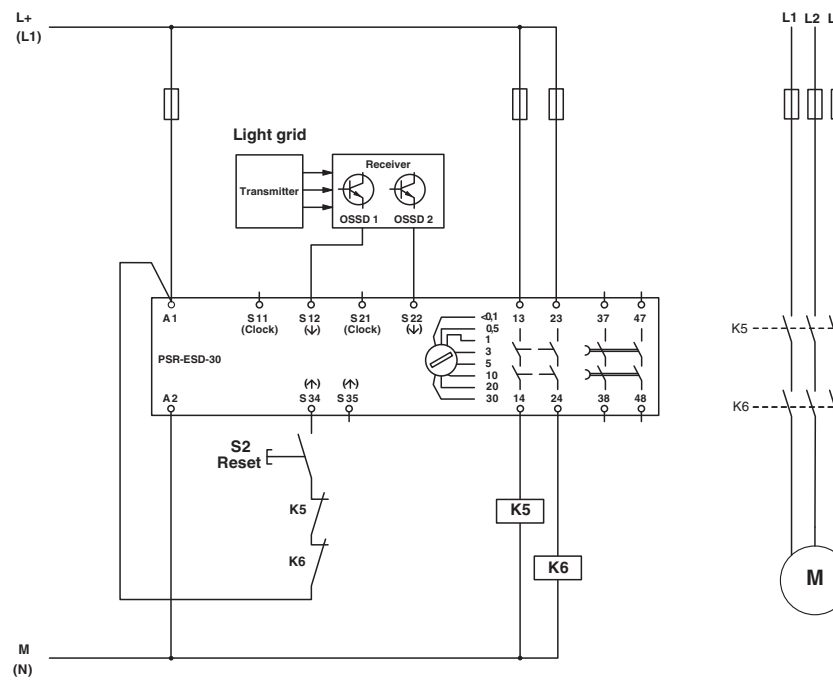 L+
(L1)
L1 L2 L
Light grid
Receiver
Transmitter
OSSD 1 OSSD 2
A1 S11 (Clock) S12 S21 (Clock) S22 13 23 37 47
<0,1
0,5
1
3
5
10
20
30
PSR-ESD-30
A2 S34 S35 14 24 38 48
K5
K6
S2
Reset
K5
K6
K5
K6
M
M
(N)